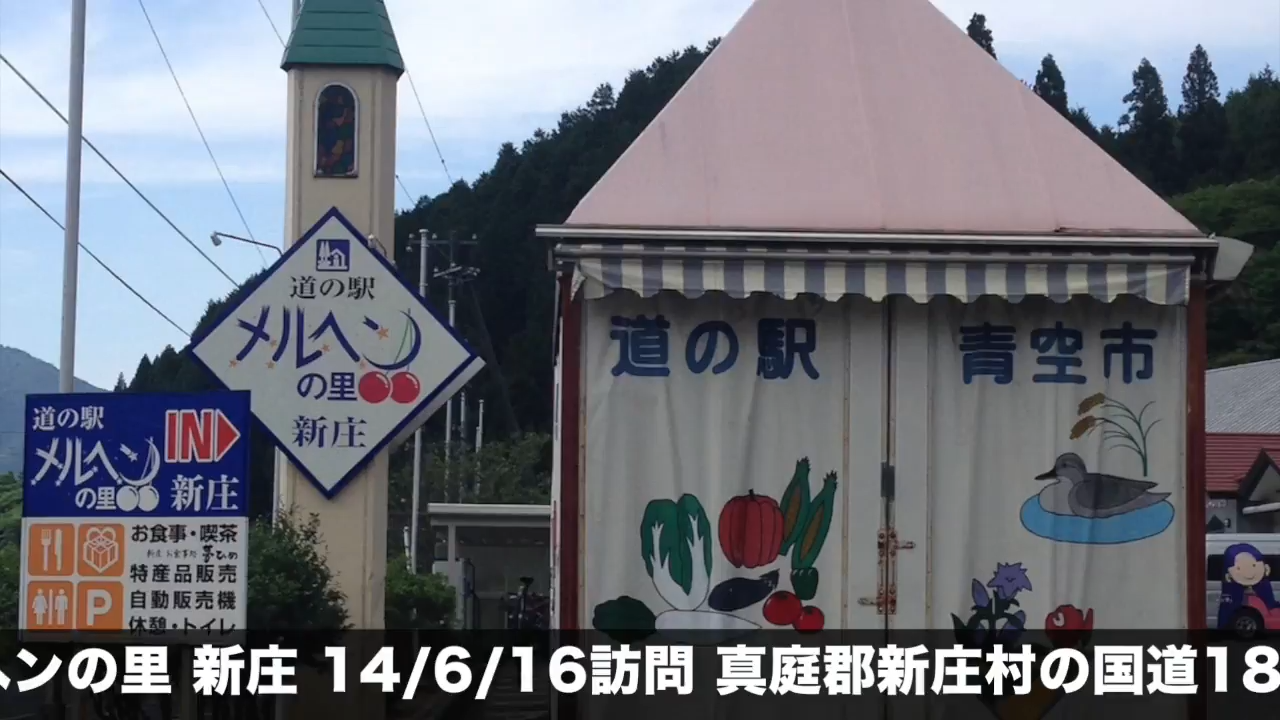 道の駅
メルヘン
の里
新庄
道の駅
メルヘン
の里
新庄
IN
お食事・喫茶
特産品販売
自動販売機
休憩・トイレ
P
道の駅 青空市
ヘンの里 新庄 14/6/16訪問 真庭郡新庄村の国道18